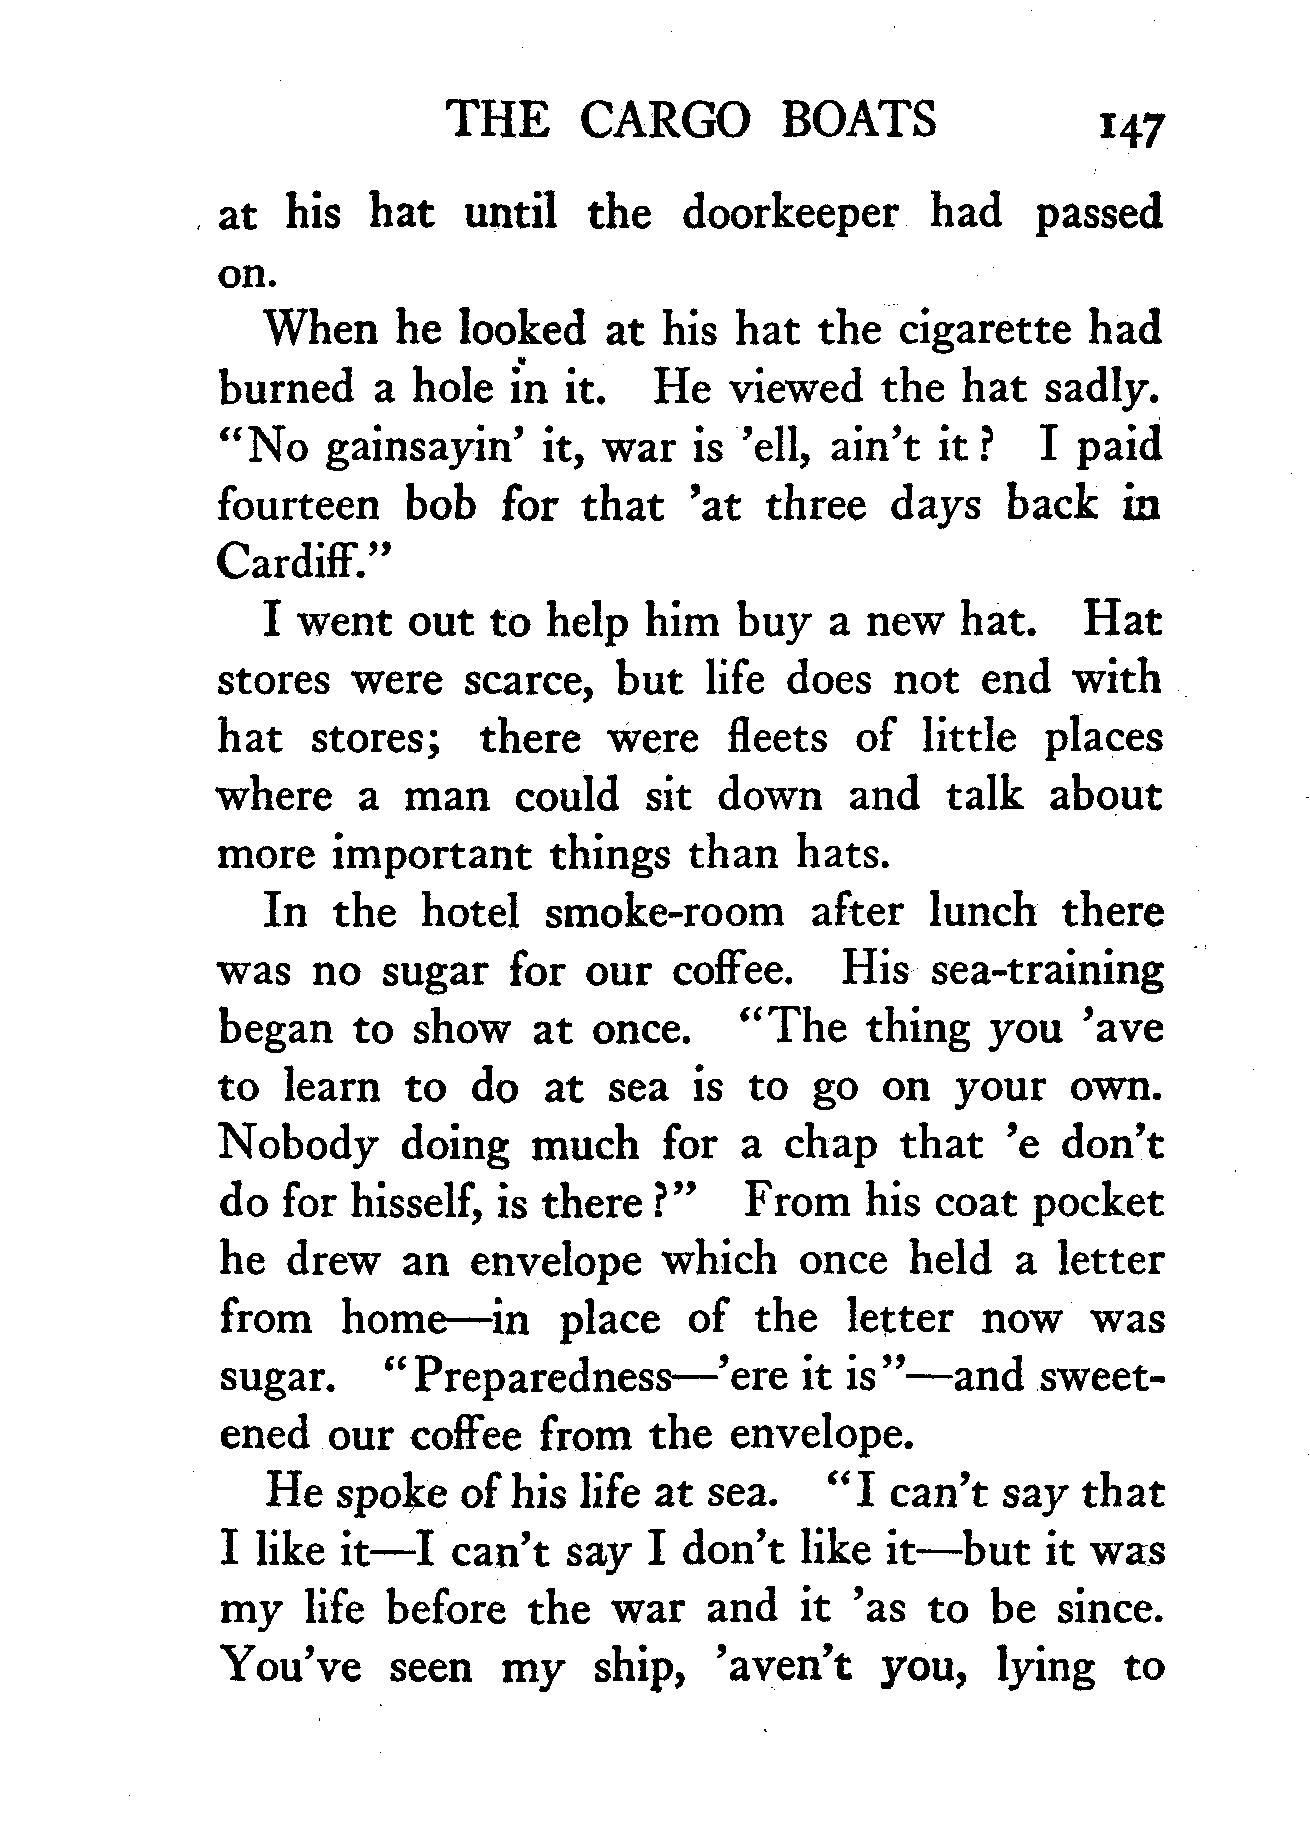 THE CARGO BOATS 147
at his hat until the doorkeeper had passed
on.
When he looked at his hat the cigarette had
burned a hole in it. He viewed the hat sadly.
"No gainsayin' it, war is 'ell, ain't it? I paid
fourteen bob for that 'at three days back in
Cardiff."
I went out to help him buy a new hat. Hat
stores were scarce, but life does not end with
hat stores; there were fleets of little places
where a man could sit down and talk about
more important things than hats.
In the hotel smoke-room after lunch there
was no sugar for our coffee. His sea-training
began to show at once. "The thing you 'ave
to learn to do at sea is to go on your own.
Nobody doing much for a chap that 'e don't
do for hisself, is there?" From his coat pocket
he drew an envelope which once held a letter
from home—in place of the letter now was
sugar. "Preparedness—'ere it is"—and sweet-
ened our coffee from the envelope.
He spoke of his life at sea. "I can't say that
I like it—I can't say I don't like it—but it was
my life before the war and it 'as to be since.
You've seen my ship, 'aven't you, lying to